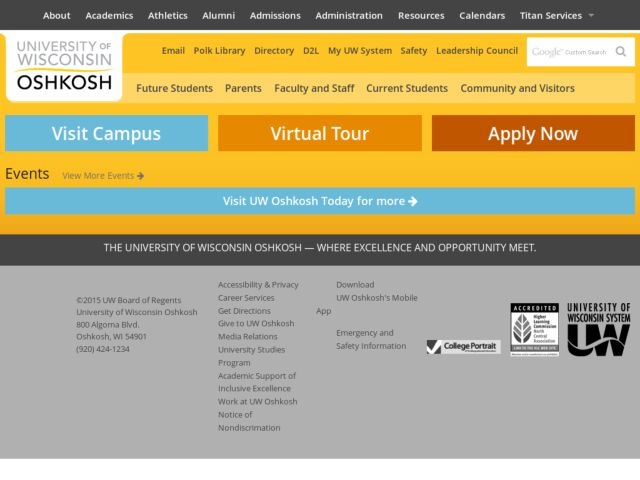 About Academics Athletics Alumni Admissions Administration Resources Calendars Titan Services
UNIVERSITY OF
WISCONSIN
OSHKOSH
Email Polk Library Directory D2L My UW System Safety Leadership Council
Google Custom Search
Future Students Parents Faculty and Staff Current Students Community and Visitors
Visit Campus Virtual Tour Apply Now
Events View More Events
Visit UW Oshkosh Today for more
THE UNIVERSITY OF WISCONSIN OSHKOSH — WHERE EXCELLENCE AND OPPORTUNITY MEET.
©2015 UW Board of Regents
University of Wisconsin Oshkosh
800 Algoma Blvd.
Oshkosh, WI 54901
(920) 424-1234
Accessibility & Privacy
Career Services
Get Directions
Give to UW Oshkosh
Media Relations
University Studies
Program
Academic Support of
Inclusive Excellence
Work at UW Oshkosh
Notice of
Nondiscrimation
Download
UW Oshkosh's Mobile
App
Emergency and
Safety Information
College Portrait
ACCREDITED
Higher
Learning
Commission
North
Central
Association
UNIVERSITY OF
WISCONSIN SYSTEM
UW